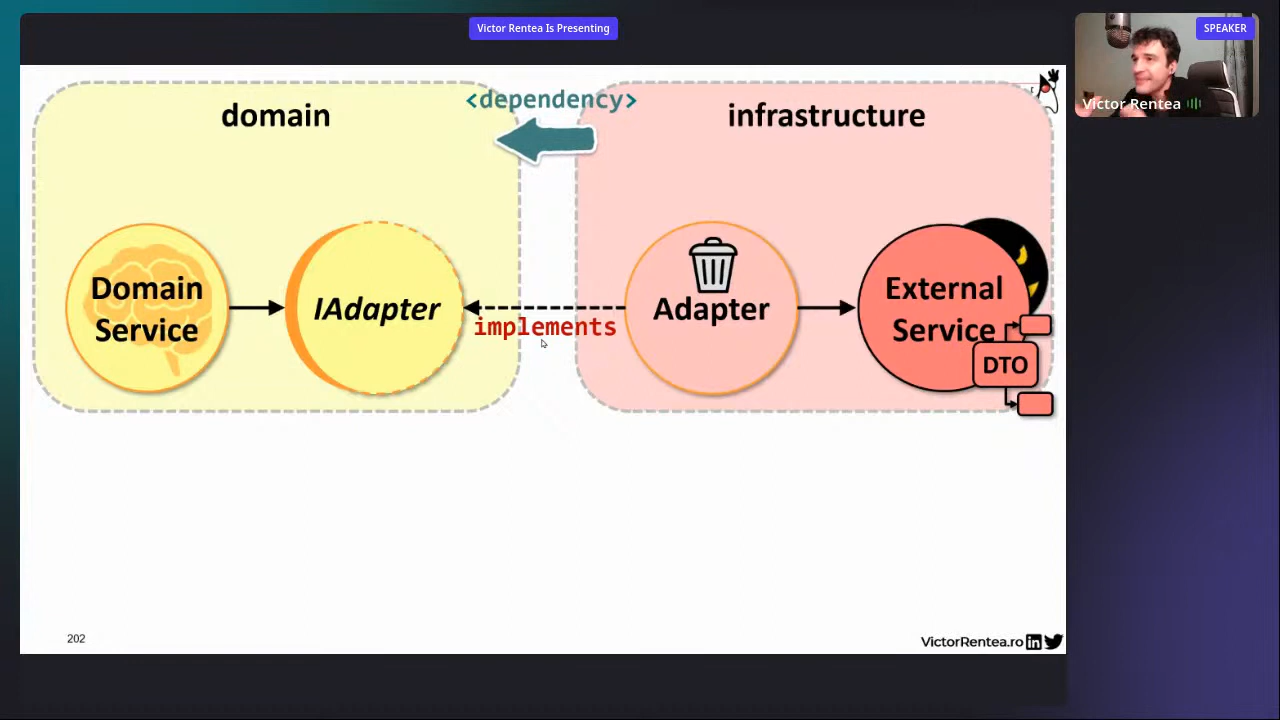 Victor Rentea Is Presenting
SPEAKER
Victor Rentea
<dependency>
domain
infrastructure
Domain
Service
IAdapter
implements
Adapter
External
Service
DTO
202
VictorRentea.ro